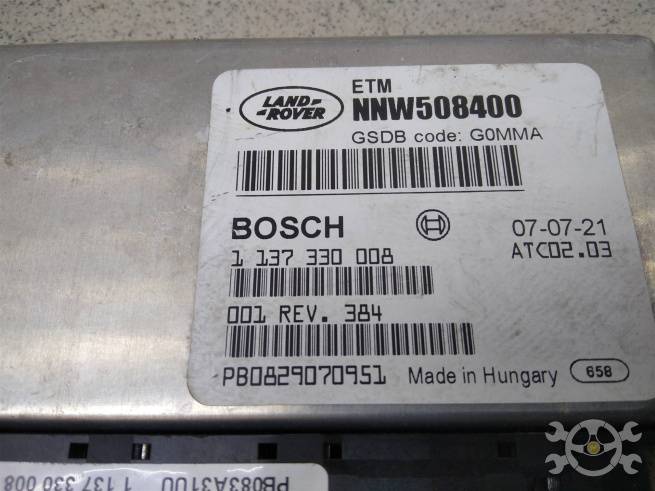 ETM
LAND-
-ROVER
NNW508400
GSDB code: G0MMA
BOSCH
07-07-21
1 137 330 008
ATC02.03
001 REV. 384
PB0829070951
Made in Hungary
658
PB083A3100 1 137 330 008